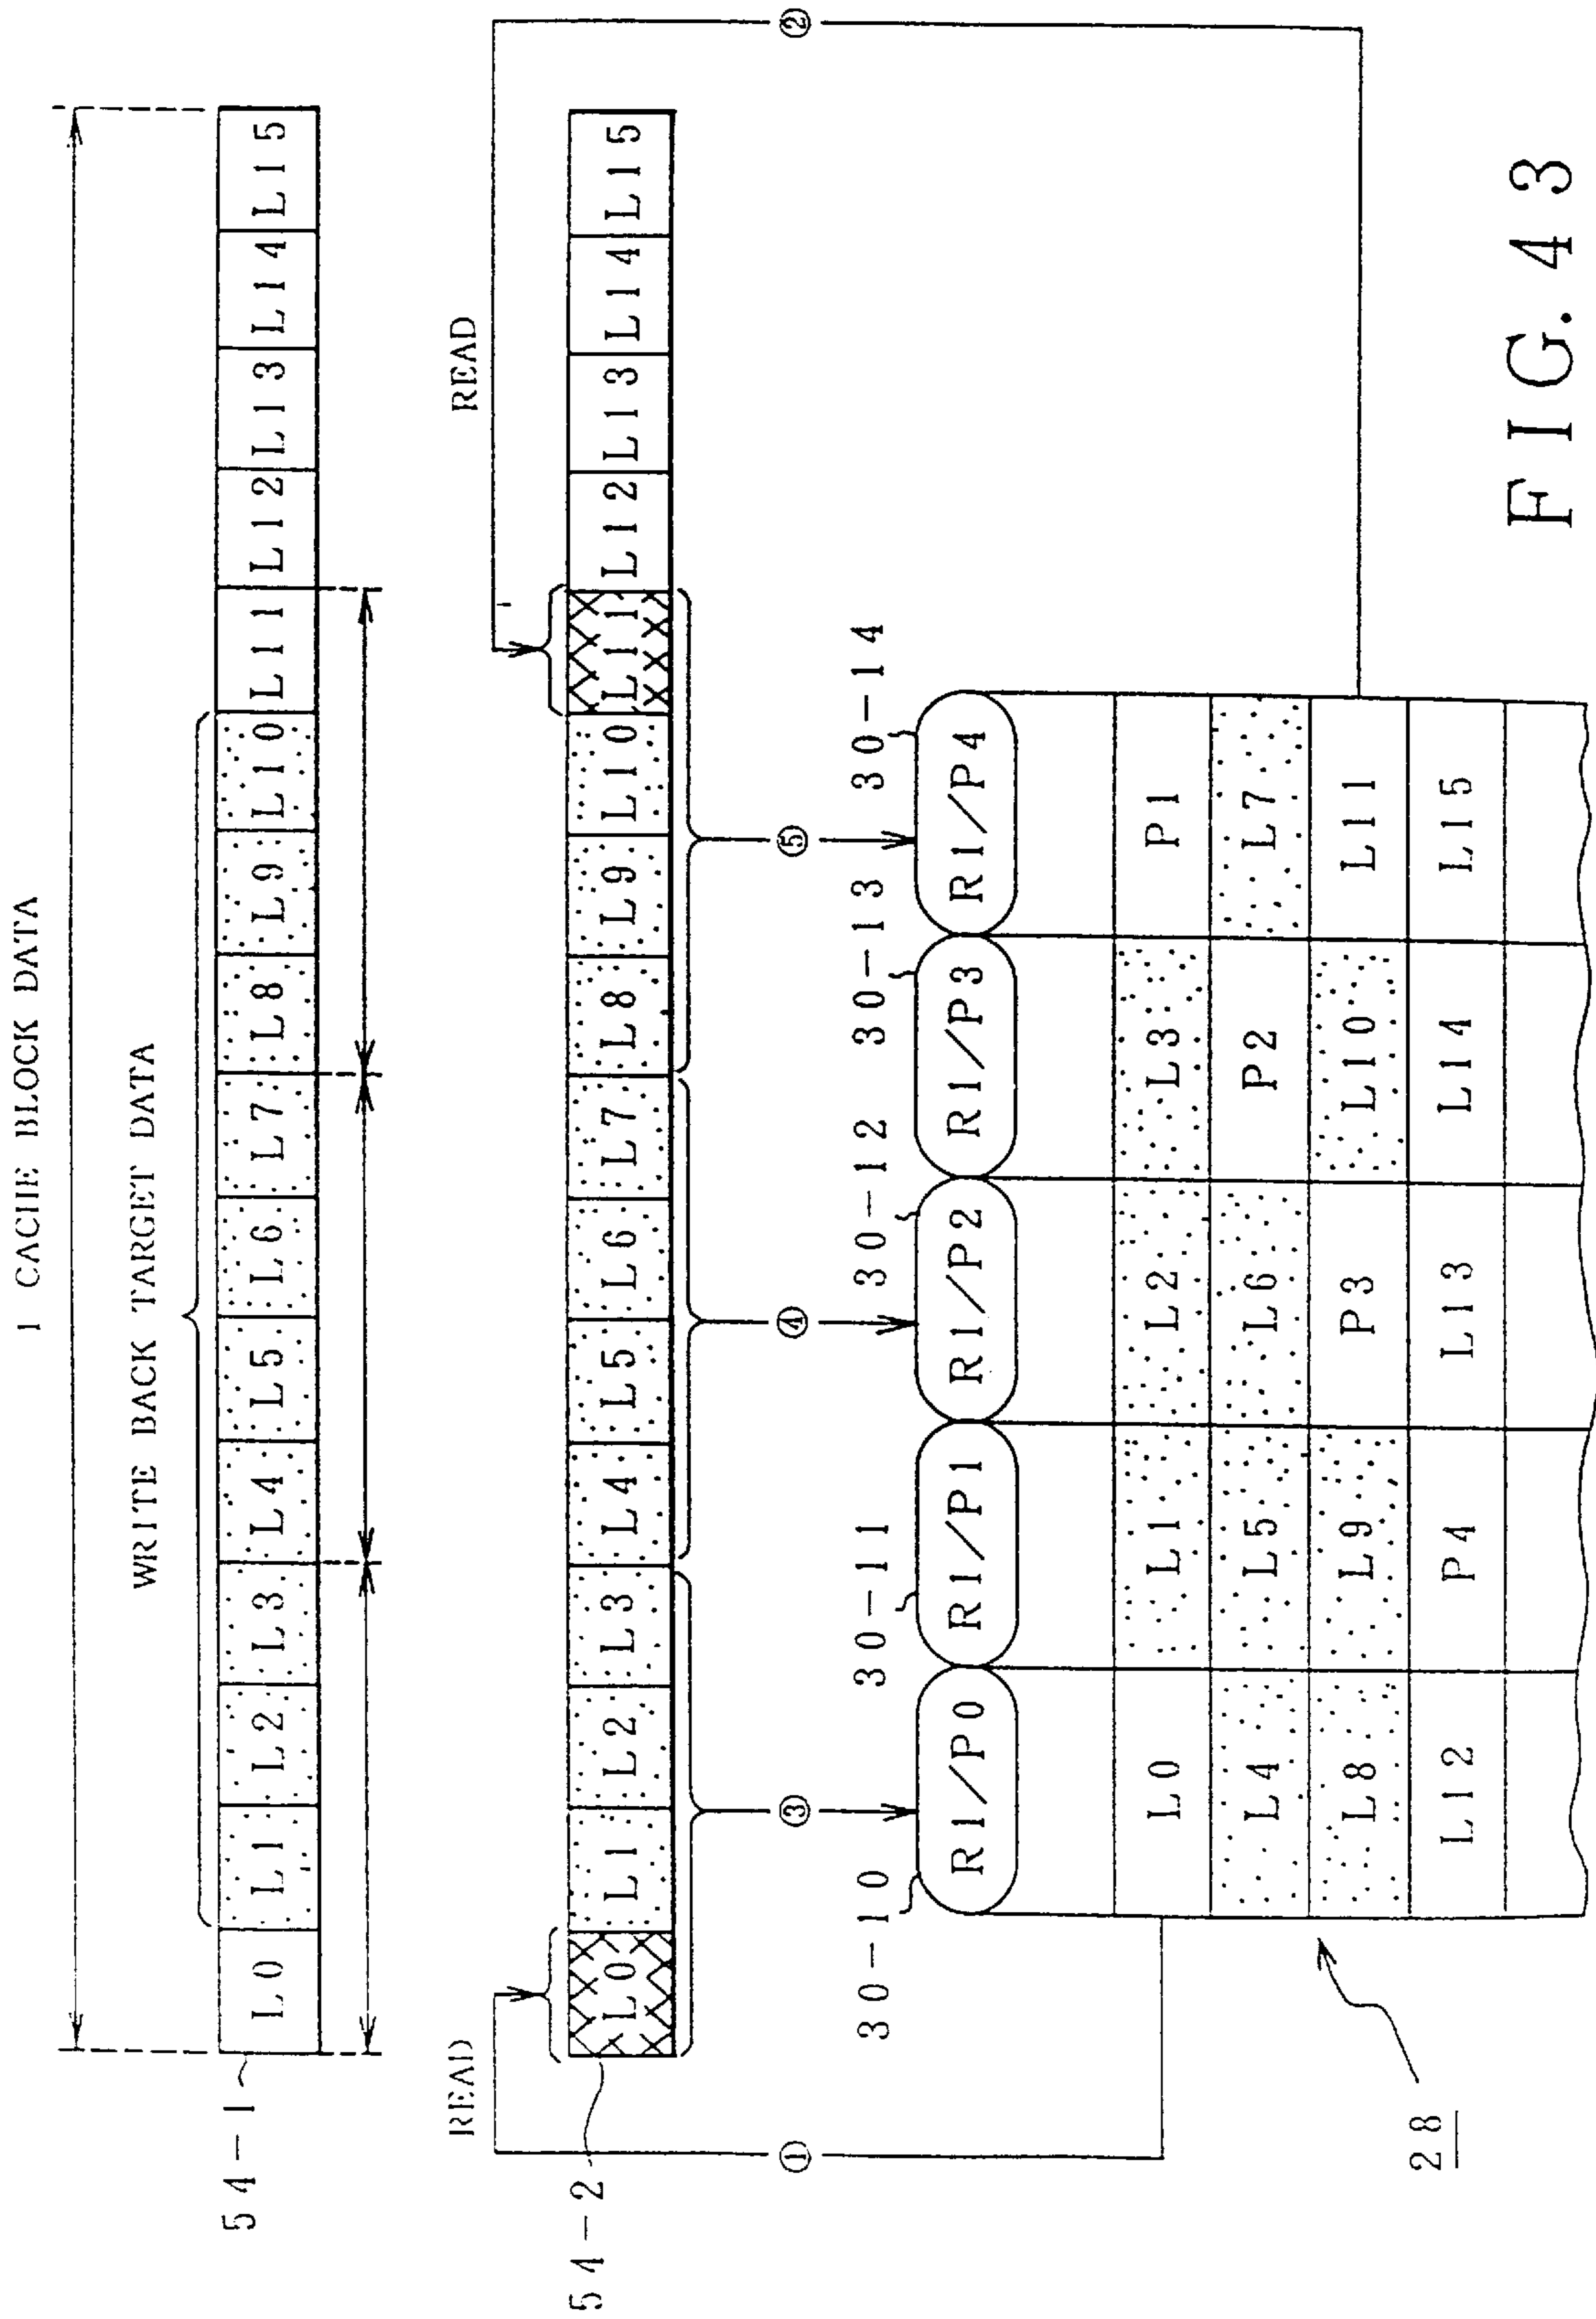 1 CACHE BLOCK DATA
WRITE BACK TARGET DATA
54-1
L0 L1 L2 L3 L4 L5 L6 L7 L8 L9 L10 L11 L12 L13 L14 L15
READ READ
54-2
L0 L1 L2 L3 L4 L5 L6 L7 L8 L9 L10 L11 L12 L13 L14 L15
① ③ ④ ⑤ ②
30-10 30-11 30-12 30-13 30-14
R1/P0 R1/P1 R1/P2 R1/P3 R1/P4
L0 L1 L2 L3 P1
L4 L5 L6 P2 L7
L8 L9 P3 L10 L11
L12 P4 L13 L14 L15
28
FIG. 43